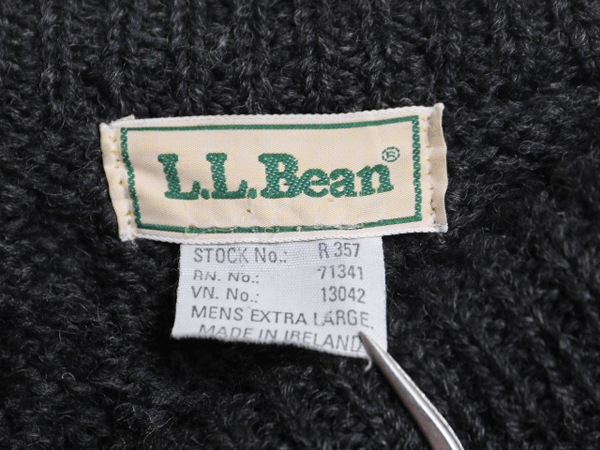 L.L.Bean®
STOCK No.: R 357
RN. No.: 71341
VN. No.: 13042
MENS EXTRA LARGE.
MADE IN IRELAND